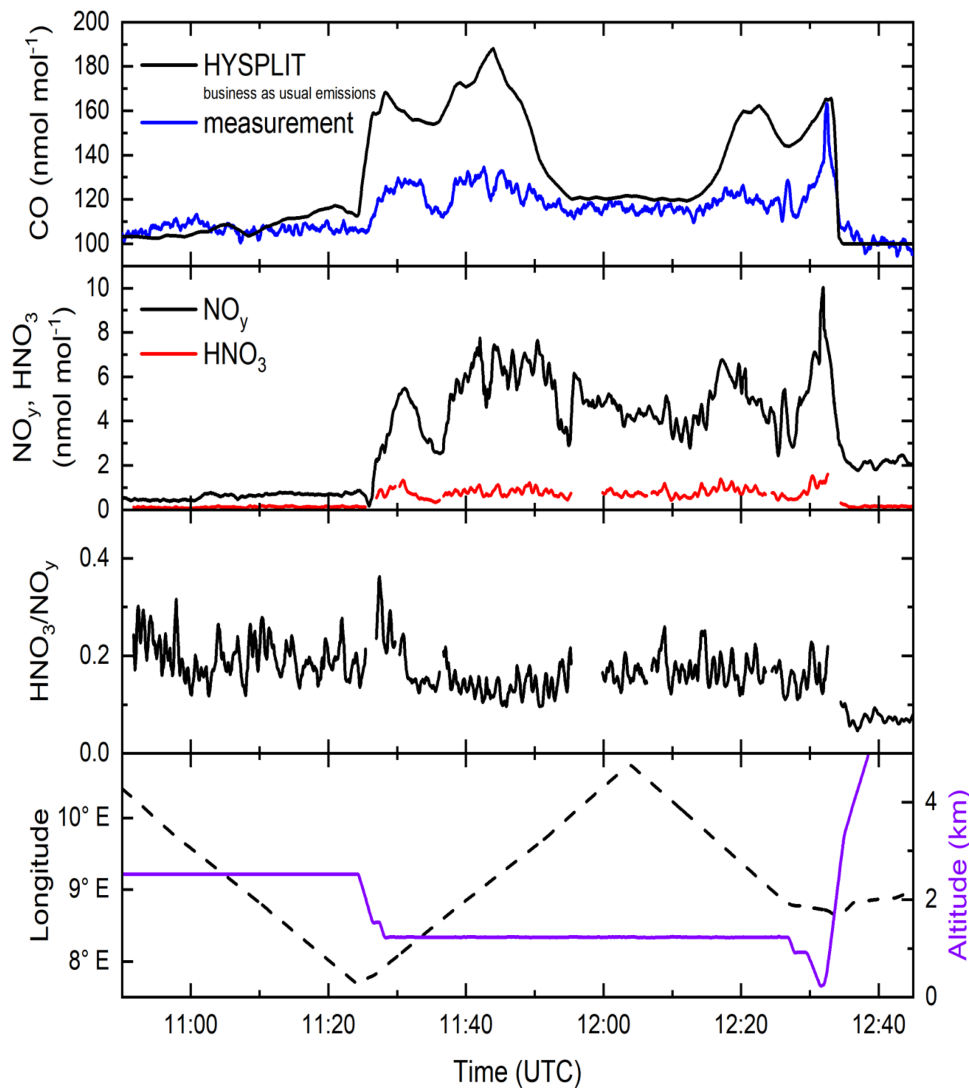 200
180
160
140
120
100
CO (nmol mol⁻¹)
HYSPLIT
business as usual emissions
measurement
10
8
6
4
2
0
NOy, HNO₃
(nmol mol⁻¹)
NOy
HNO₃
0.4
0.2
0.0
HNO₃/NOy
10° E
9° E
8° E
Longitude
4
2
0
Altitude (km)
11:00 11:20 11:40 12:00 12:20 12:40
Time (UTC)